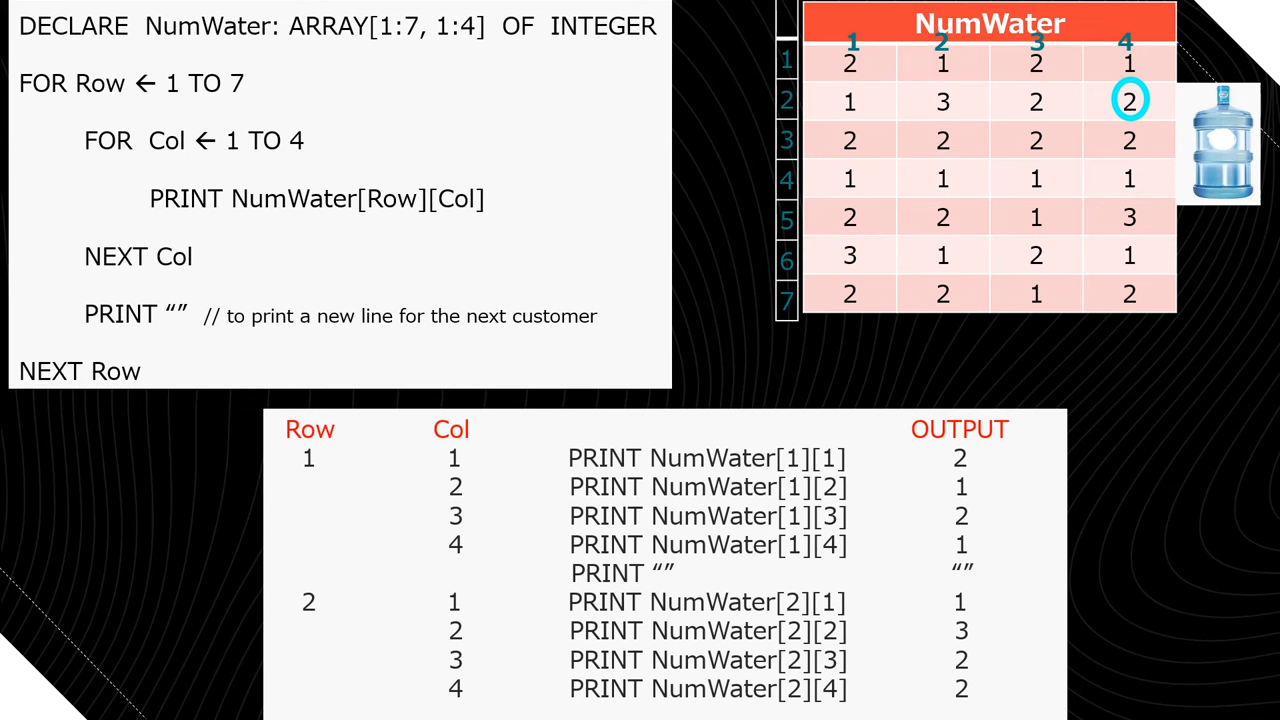 DECLARE NumWater: ARRAY[1:7, 1:4] OF INTEGER
FOR Row ← 1 TO 7
FOR Col ← 1 TO 4
PRINT NumWater[Row][Col]
NEXT Col
PRINT “” // to print a new line for the next customer
NEXT Row
NumWater
1 2 3 4
1 2 1 2 1
2 1 3 2 2
3 2 2 2 2
4 1 1 1 1
5 2 2 1 3
6 3 1 2 1
7 2 2 1 2
Row Col OUTPUT
1 1 PRINT NumWater[1][1] 2
2 PRINT NumWater[1][2] 1
3 PRINT NumWater[1][3] 2
4 PRINT NumWater[1][4] 1
PRINT “” “”
2 1 PRINT NumWater[2][1] 1
2 PRINT NumWater[2][2] 3
3 PRINT NumWater[2][3] 2
4 PRINT NumWater[2][4] 2